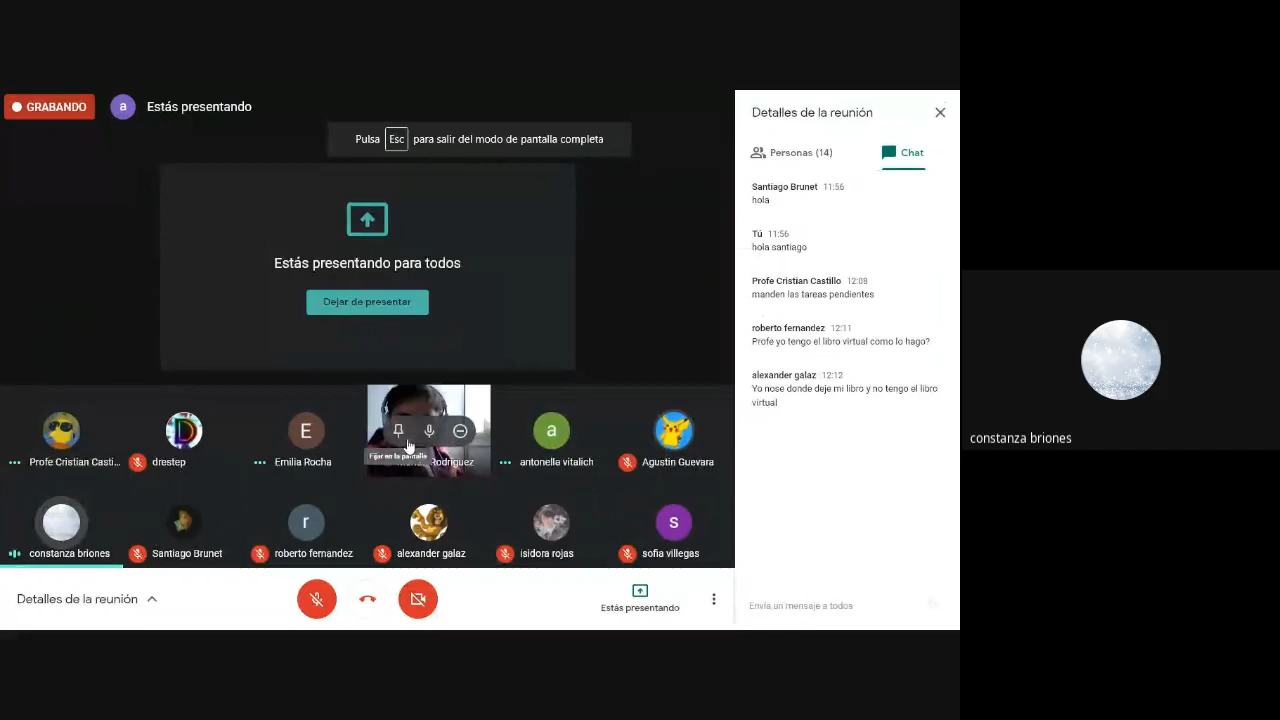 GRABANDO
a
Estás presentando
Pulsa Esc para salir del modo de pantalla completa
Estás presentando para todos
Dejar de presentar
Profe Cristian Casti...
D
drestep
E
Emilia Rocha
Fijar en la pantalla
Rodriguez
a
antonella vitalich
Agustin Guevara
constanza briones
Santiago Brunet
r
roberto fernandez
alexander galaz
isidora rojas
s
sofia villegas
Detalles de la reunión
Estás presentando
Detalles de la reunión
Personas (14)
Chat
Santiago Brunet 11:56
hola
Tú 11:56
hola santiago
Profe Cristian Castillo 12:08
manden las tareas pendientes
roberto fernandez 12:11
Profe yo tengo el libro virtual como lo hago?
alexander galaz 12:12
Yo nose donde deje mi libro y no tengo el libro
virtual
Envía un mensaje a todos
constanza briones